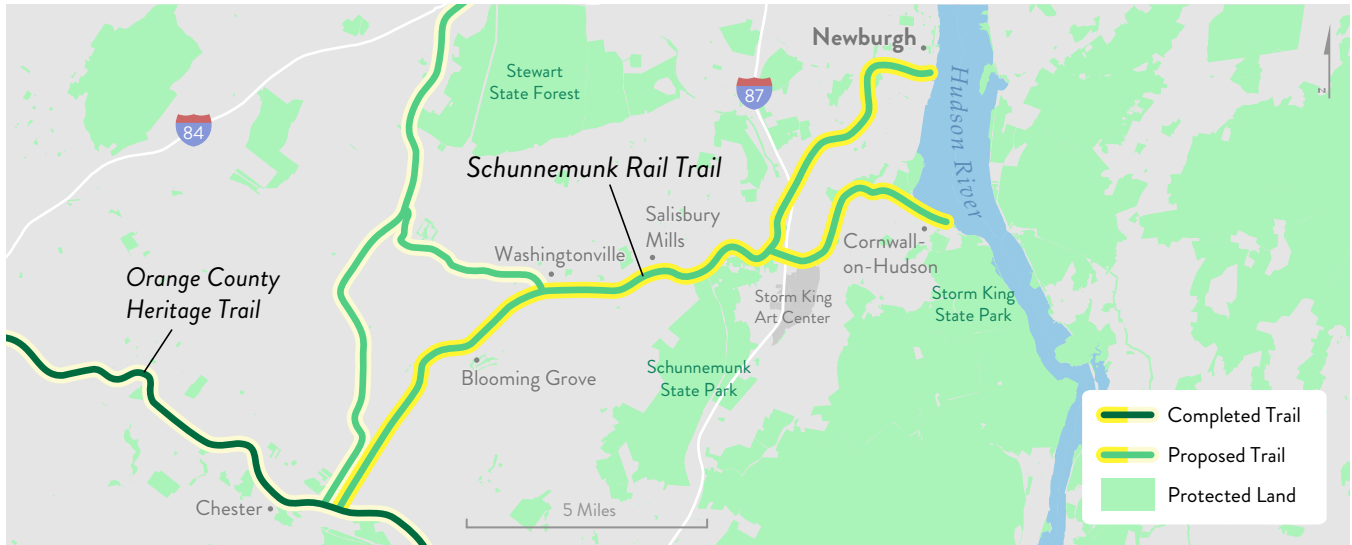 Newburgh
Stewart
State Forest
87
84
Hudson River
z
Schunnemunk Rail Trail
Salisbury
Mills
Washingtonville
Cornwall-
on-Hudson
Orange County
Heritage Trail
Storm King
Art Center
Storm King
State Park
Blooming Grove
Schunnemunk
State Park
Chester
5 Miles
Completed Trail
Proposed Trail
Protected Land